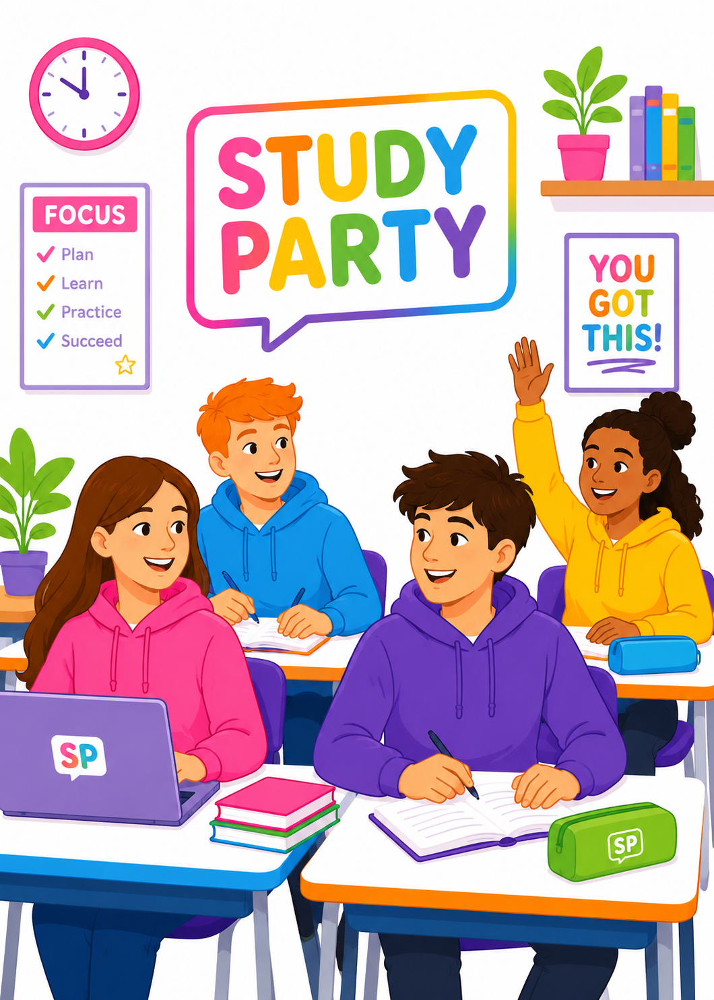 STUDY
PARTY
FOCUS
Plan
Learn
Practice
Succeed
YOU
GOT
THIS!
SP
SP